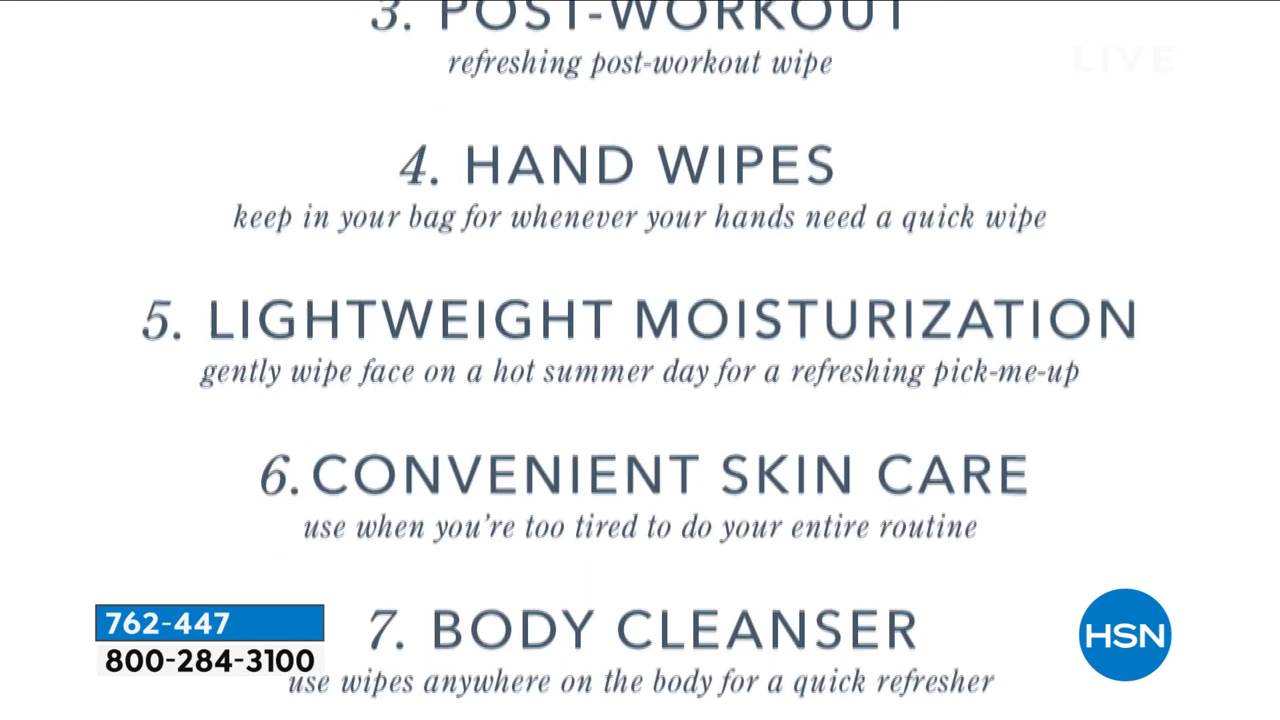 3. POST-WORKOUT
refreshing post-workout wipe
LIVE
4. HAND WIPES
keep in your bag for whenever your hands need a quick wipe
5. LIGHTWEIGHT MOISTURIZATION
gently wipe face on a hot summer day for a refreshing pick-me-up
6. CONVENIENT SKIN CARE
use when you're too tired to do your entire routine
7. BODY CLEANSER
use wipes anywhere on the body for a quick refresher
762-447
800-284-3100
HSN